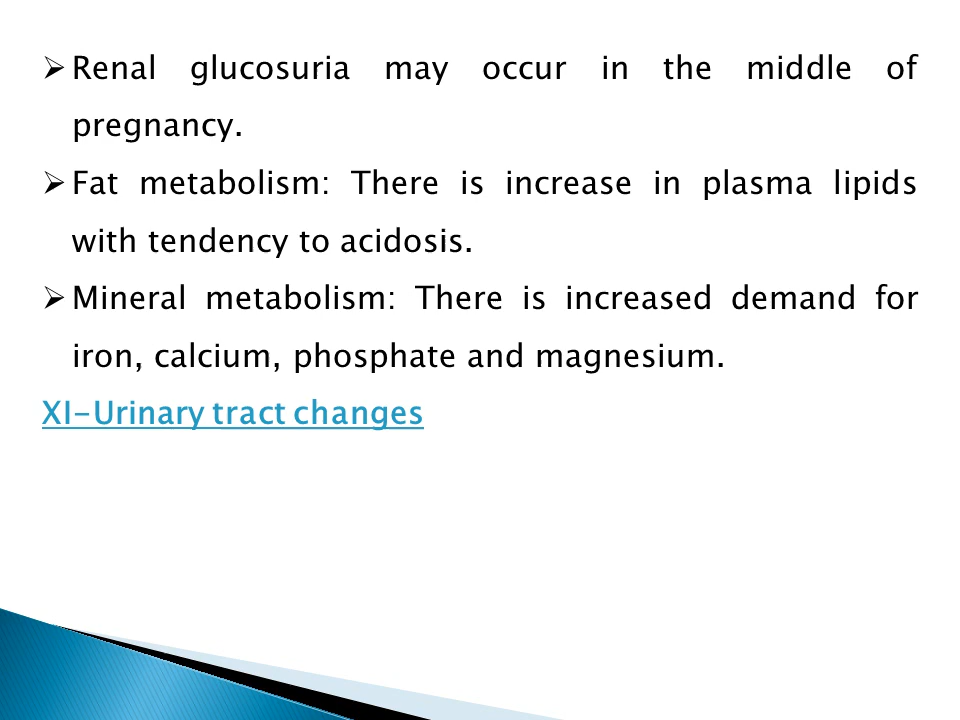 ➢ Renal glucosuria may occur in the middle of
pregnancy.
➢ Fat metabolism: There is increase in plasma lipids
with tendency to acidosis.
➢ Mineral metabolism: There is increased demand for
iron, calcium, phosphate and magnesium.
XI-Urinary tract changes